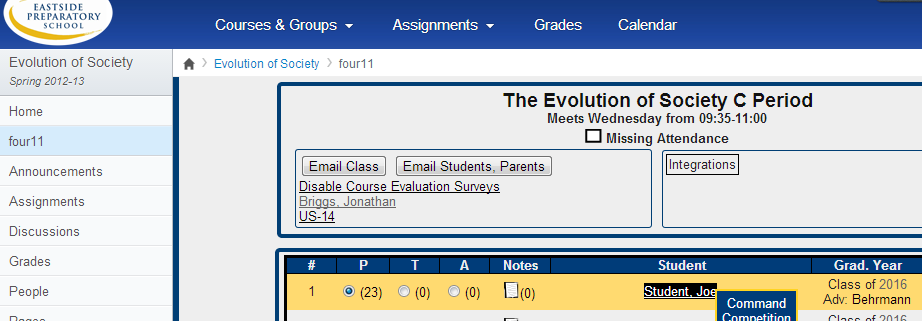 EASTSIDE
PREPARATORY
SCHOOL
Courses & Groups Assignments Grades Calendar
Evolution of Society
Spring 2012-13
Home
four11
Announcements
Assignments
Discussions
Grades
People
Evolution of Society four11
The Evolution of Society C Period
Meets Wednesday from 09:35-11:00
Missing Attendance
Email Class Email Students, Parents
Disable Course Evaluation Surveys
Briggs, Jonathan
US-14
Integrations
# P T A Notes Student Grad. Year
1 (23) (0) (0) (0) Student, Joe Class of 2016
Adv: Behrmann
Command
Competition
Class of 2016